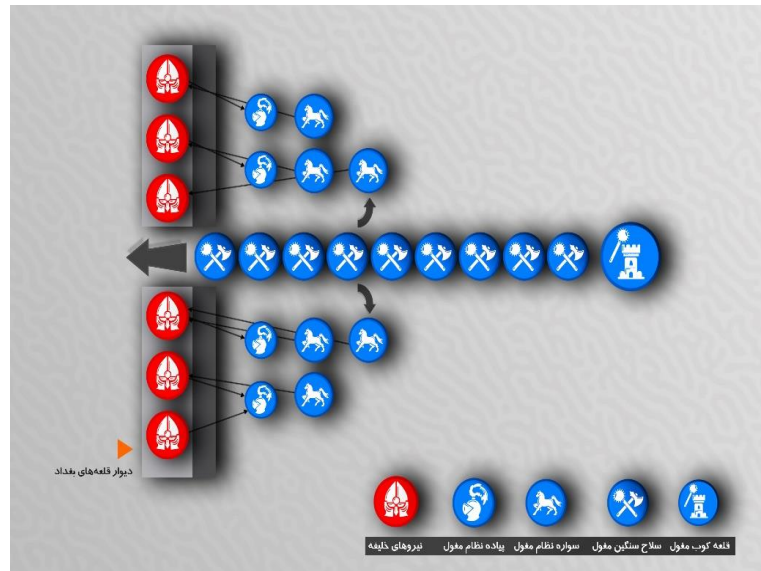 دیوار قلعه‌های بغداد
قلعه کوب مغول
سلاح سنگین مغول
سواره نظام مغول
پیاده نظام مغول
نیروهای خلیفه